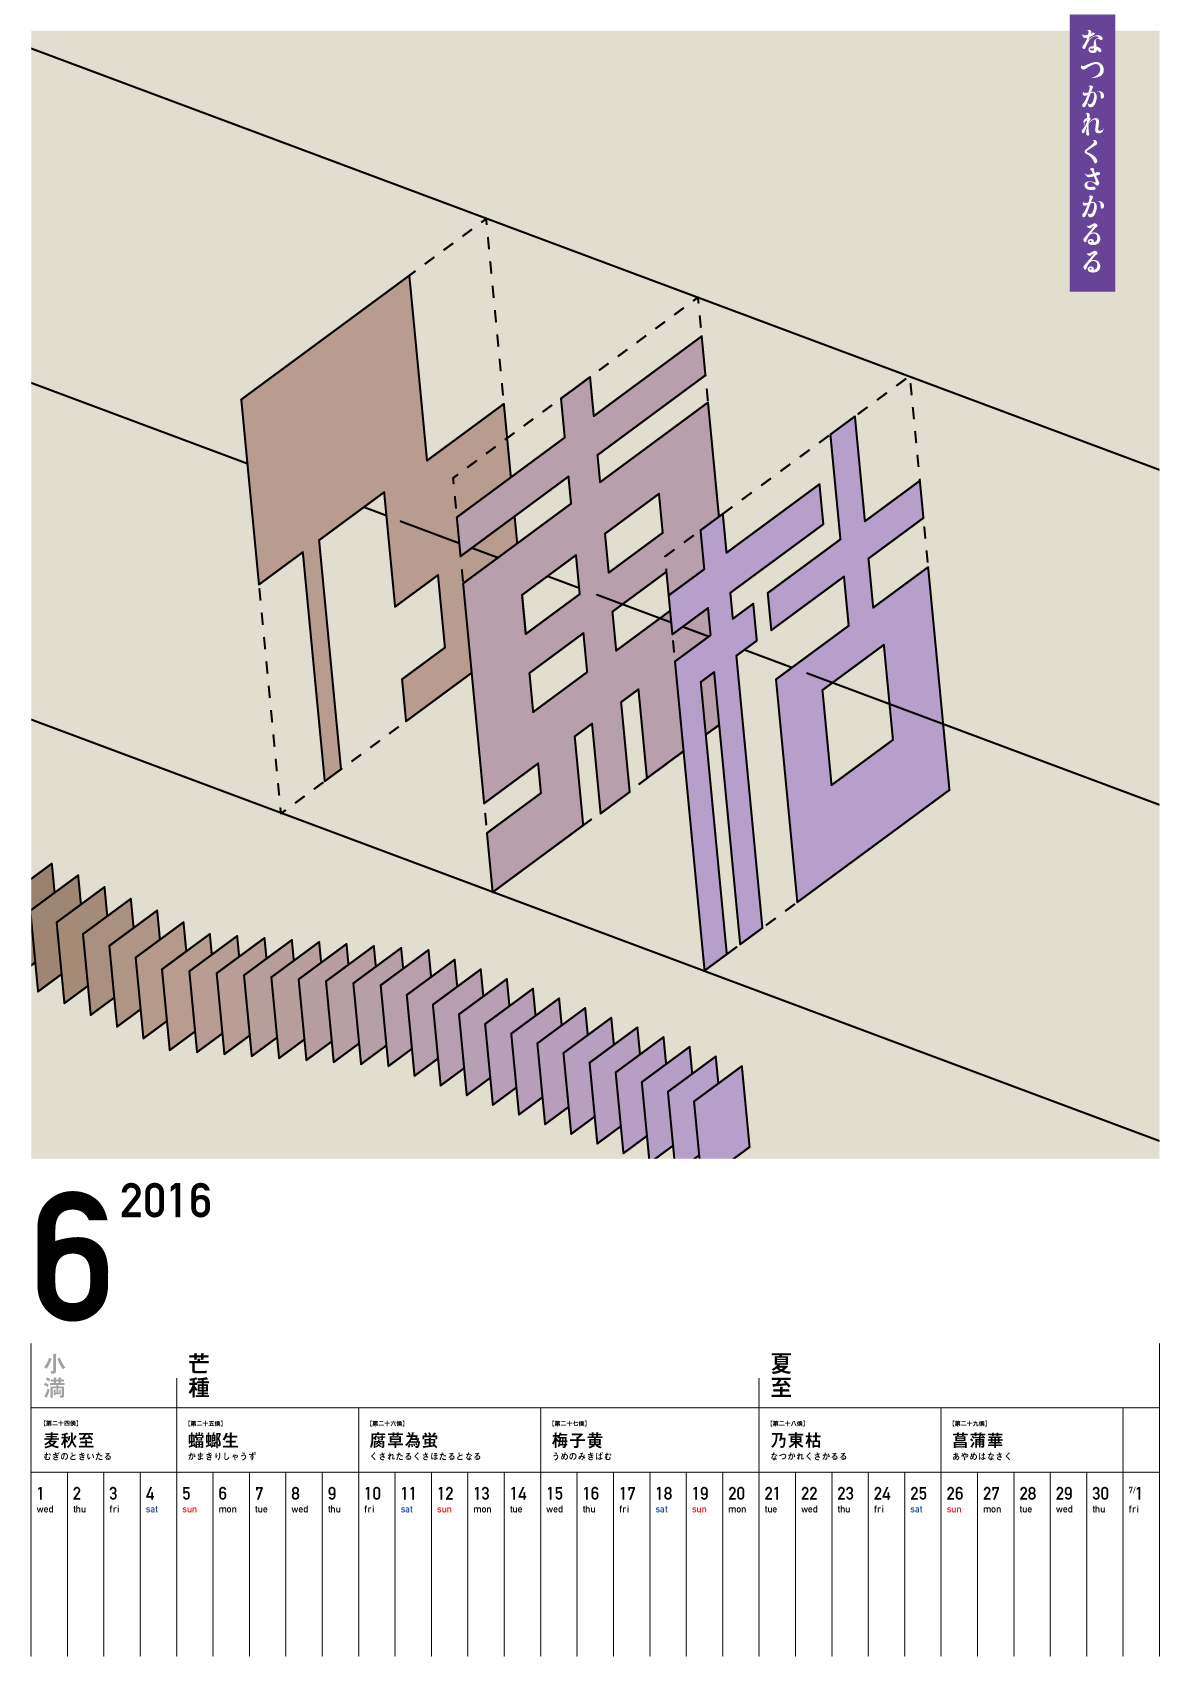 なつかれくさかるる
乃東枯
6 2016
小満
芒種
夏至
【第二十四候】
麦秋至
むぎのときいたる
【第二十五候】
蟷螂生
かまきりしゃうず
【第二十六候】
腐草為蛍
くされたるくさほたるとなる
【第二十七候】
梅子黄
うめのみきばむ
【第二十八候】
乃東枯
なつかれくさかるる
【第二十九候】
菖蒲華
あやめはなさく
1 2 3 4 5 6 7 8 9 10 11 12 13 14 15 16 17 18 19 20 21 22 23 24 25 26 27 28 29 30 7/1
wed thu fri sat sun mon tue wed thu fri sat sun mon tue wed thu fri sat sun mon tue wed thu fri sat sun mon tue wed thu fri